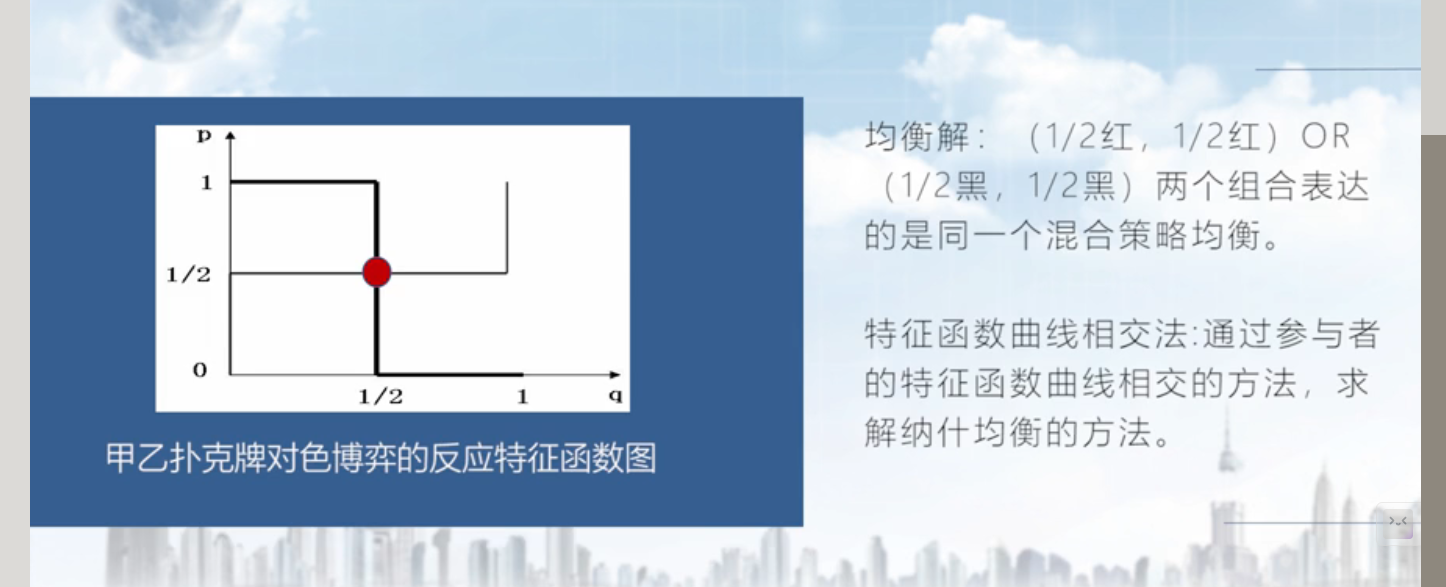 p
1
1/2
0
1/2
1
q
甲乙扑克牌对色博弈的反应特征函数图
均衡解：（1/2红，1/2红）OR
（1/2黑，1/2黑）两个组合表达
的是同一个混合策略均衡。
特征函数曲线相交法:通过参与者
的特征函数曲线相交的方法，求
解纳什均衡的方法。